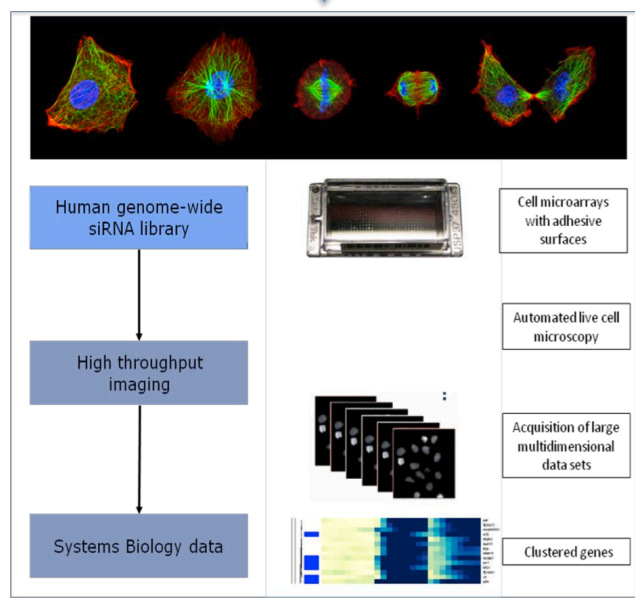 Human genome-wide
siRNA library
Cell microarrays
with adhesive
surfaces
Automated live cell
microscopy
High throughput
imaging
Acquisition of large
multidimensional
data sets
Systems Biology data
Clustered genes